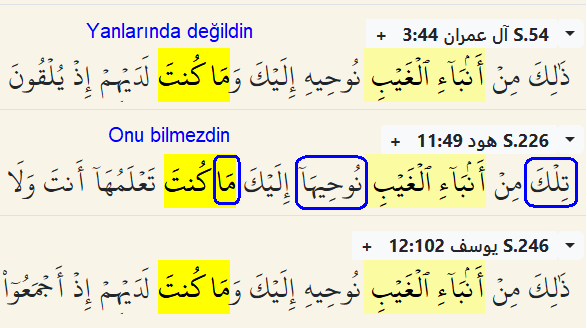 Yanlarında değildin
+ 3:44 آل عمران S.54
ذَٰلِكَ مِنْ أَنۢبَآءِ ٱلْغَيْبِ نُوحِيهِ إِلَيْكَ وَمَا كُنتَ لَدَيْهِمْ إِذْ يُلْقُونَ
Onu bilmezdin
+ 11:49 هود S.226
تِلْكَ مِنْ أَنۢبَآءِ ٱلْغَيْبِ نُوحِيهَآ إِلَيْكَ مَا كُنتَ تَعْلَمُهَآ أَنتَ وَلَا
+ 12:102 يوسف S.246
ذَٰلِكَ مِنْ أَنۢبَآءِ ٱلْغَيْبِ نُوحِيهِ إِلَيْكَ وَمَا كُنتَ لَدَيْهِمْ إِذْ أَجْمَعُوٓا۟